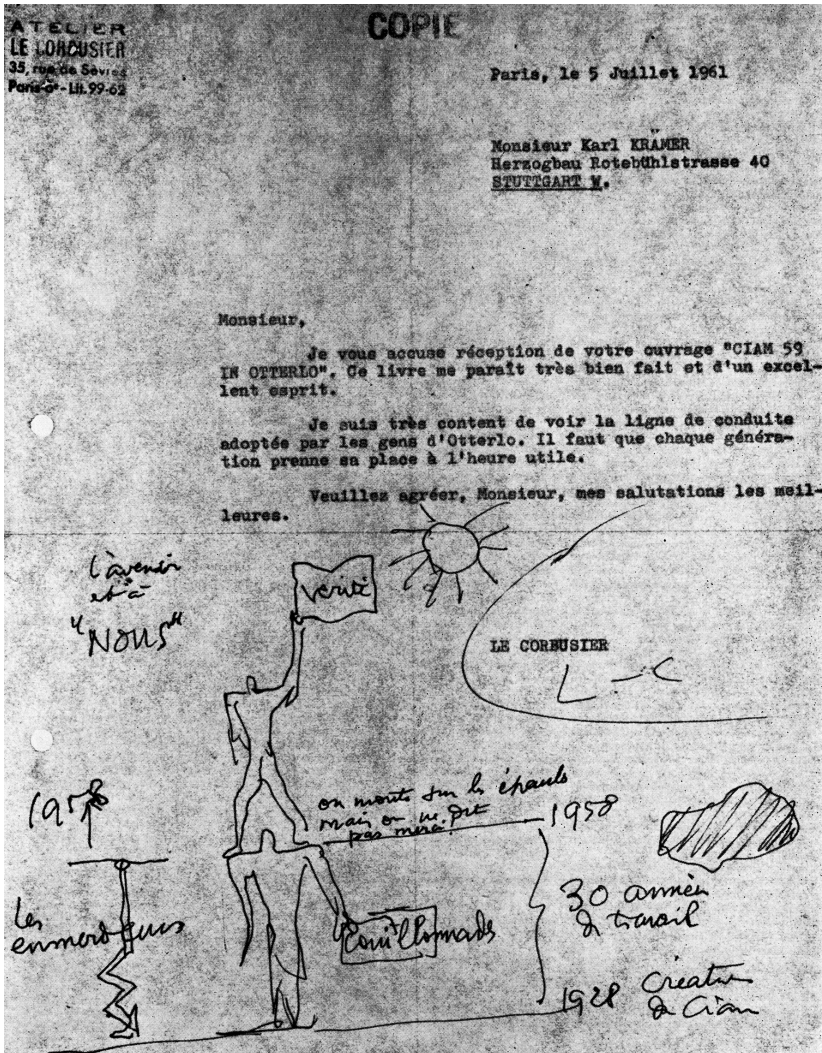 COPIE
ATELIER
LE CORBUSIER
35, rue de Sèvres
Paris-6e - Lit. 99-62
Paris, le 5 Juillet 1961
Monsieur Karl KRÄMER
Herzogbau Rotebühlstrasse 40
STUTTGART W.
Monsieur,
Je vous accuse réception de votre ouvrage "CIAM 59
IN OTTERLO". Ce livre me paraît très bien fait et d'un excel-
lent esprit.
Je suis très content de voir la ligne de conduite
adoptée par les gens d'Otterlo. Il faut que chaque généra-
tion prenne sa place à l'heure utile.
Veuillez agréer, Monsieur, mes salutations les meil-
leures.
l'avenir
est à
"NOUS"
verité
LE CORBUSIER
L-C
on monte sur les épaules
mais on ne dit
pas merci!
1958
1958
30 années
de travail
les
emmerdeurs
couillonnade
1928 création
de Ciam